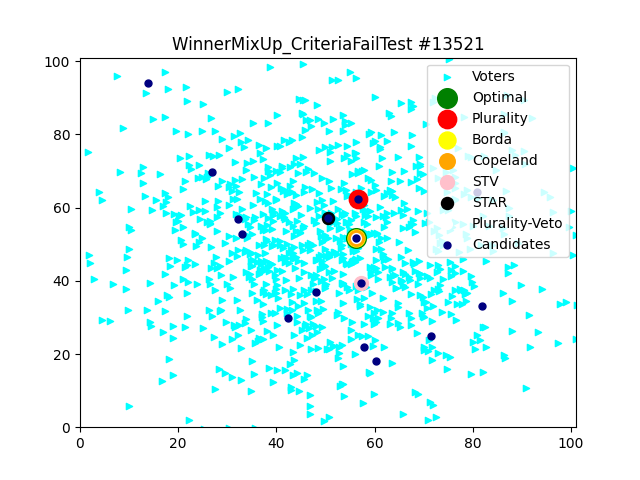 WinnerMixUp_CriteriaFailTest #13521
100
80
60
40
20
0
0
20
40
60
80
100
Voters
Optimal
Plurality
Borda
Copeland
STV
STAR
Plurality-Veto
Candidates